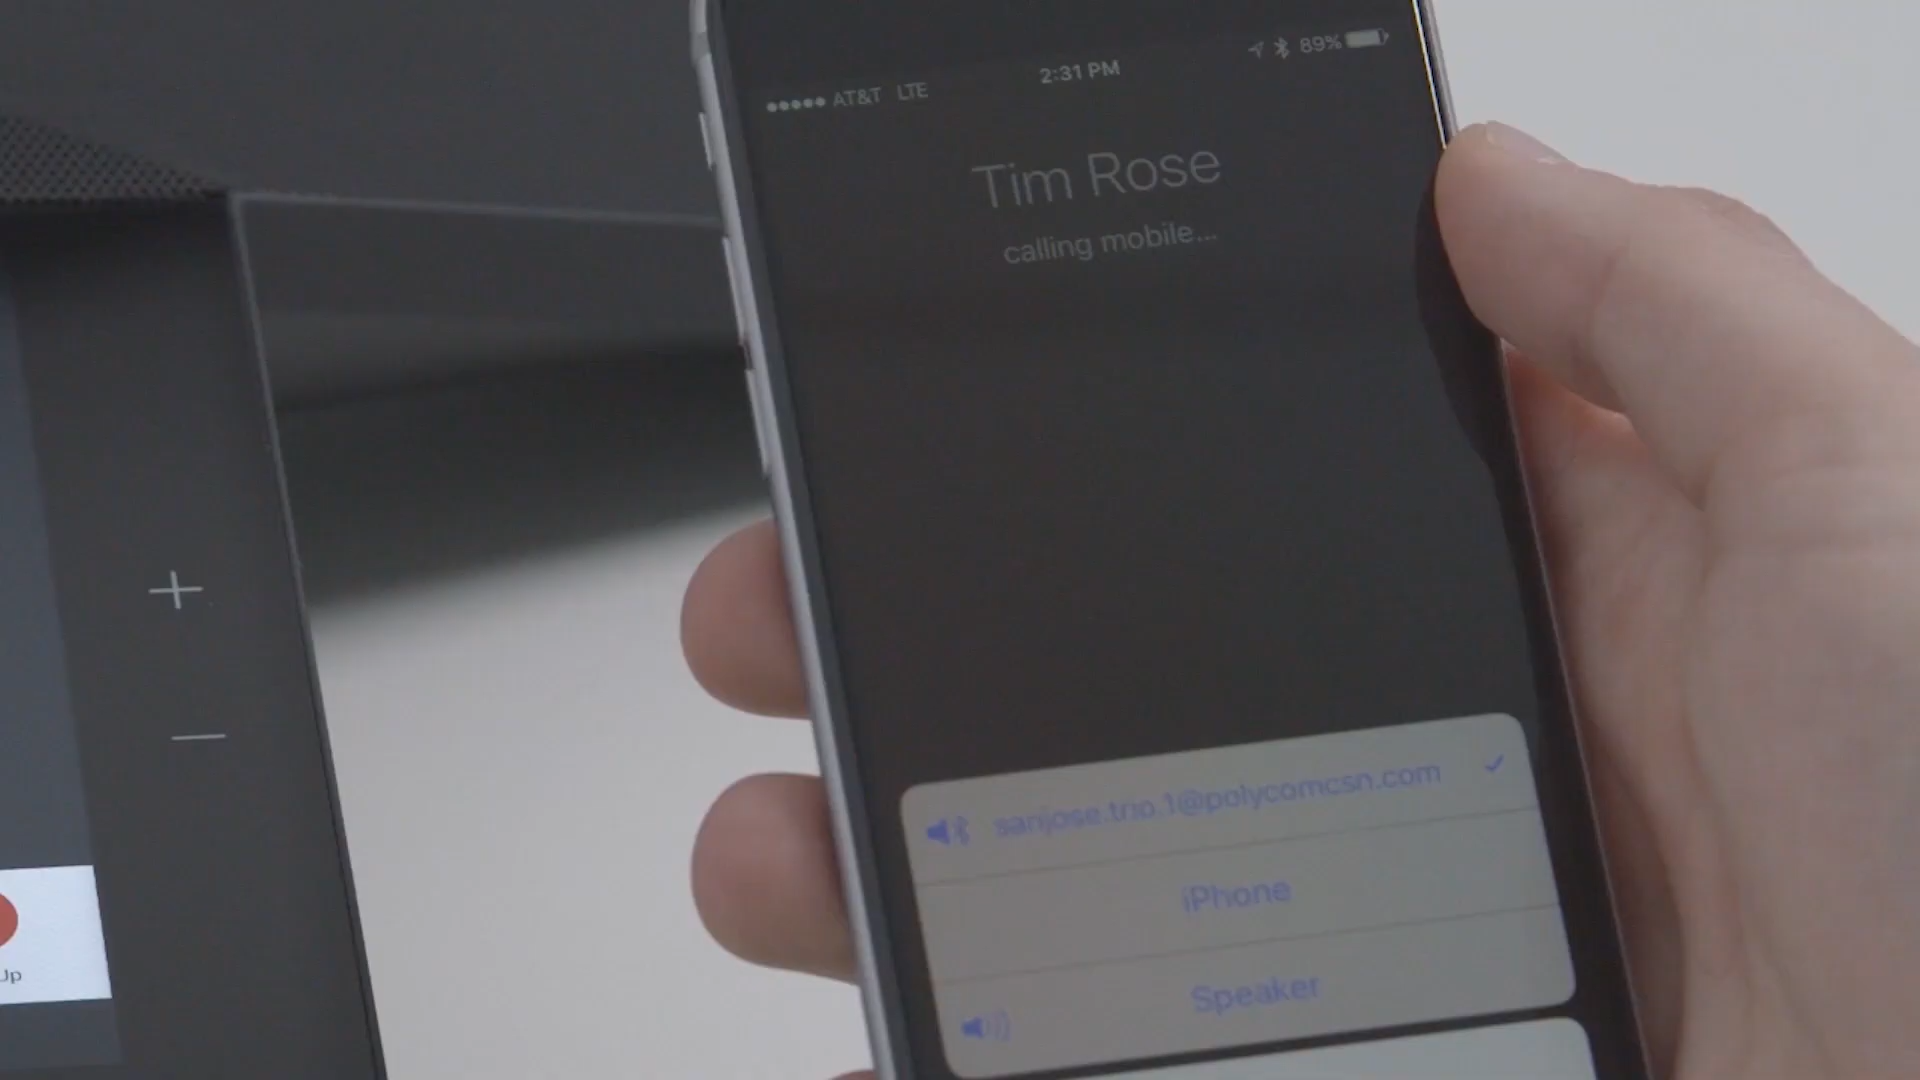 AT&T LTE 2:31 PM 89%
Tim Rose
calling mobile...
sanjose.trio.1@polycomcsn.com
iPhone
Speaker
Up